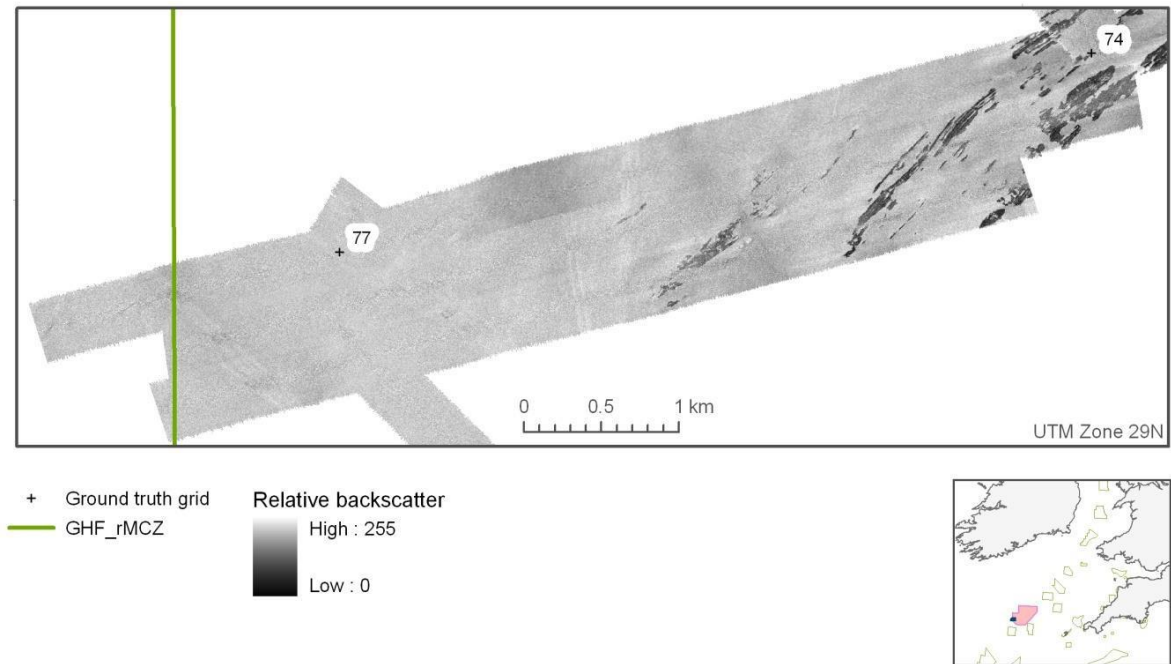 74
77
0 0.5 1 km
UTM Zone 29N
+ Ground truth grid
GHF_rMCZ
Relative backscatter
High : 255
Low : 0